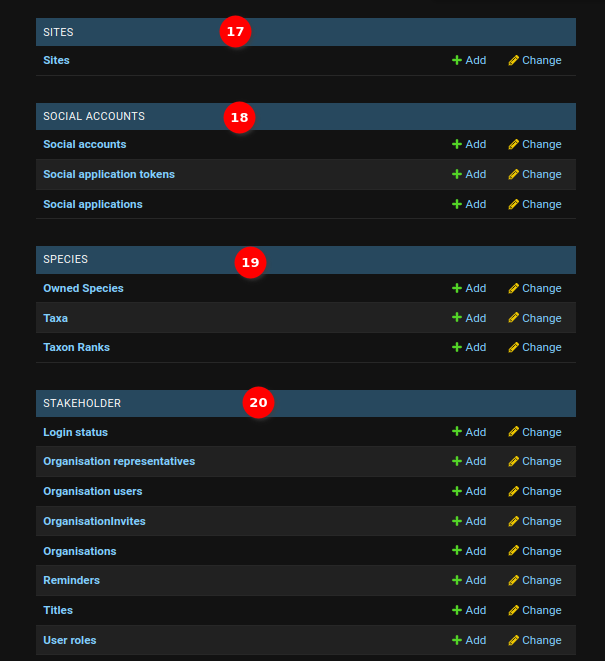 SITES 17
Sites Add Change
SOCIAL ACCOUNTS 18
Social accounts Add Change
Social application tokens Add Change
Social applications Add Change
SPECIES 19
Owned Species Add Change
Taxa Add Change
Taxon Ranks Add Change
STAKEHOLDER 20
Login status Add Change
Organisation representatives Add Change
Organisation users Add Change
OrganisationInvites Add Change
Organisations Add Change
Reminders Add Change
Titles Add Change
User roles Add Change